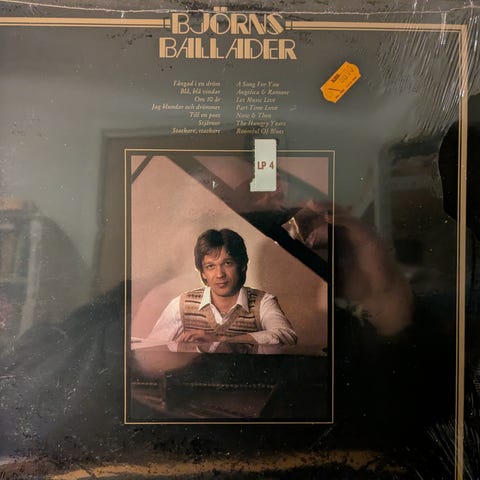 BJÖRNS
BALLADER
Fångad i en dröm
Blå, blå vindar
Om 10 år
Jag blundar och drömmer
Till en poet
Stjärnor
Stackare, stackare
A Song For You
Angelica & Ramone
Let Music Live
Part-Time Love
Now & Then
The Hungry Years
Roomful Of Blues
LP 4